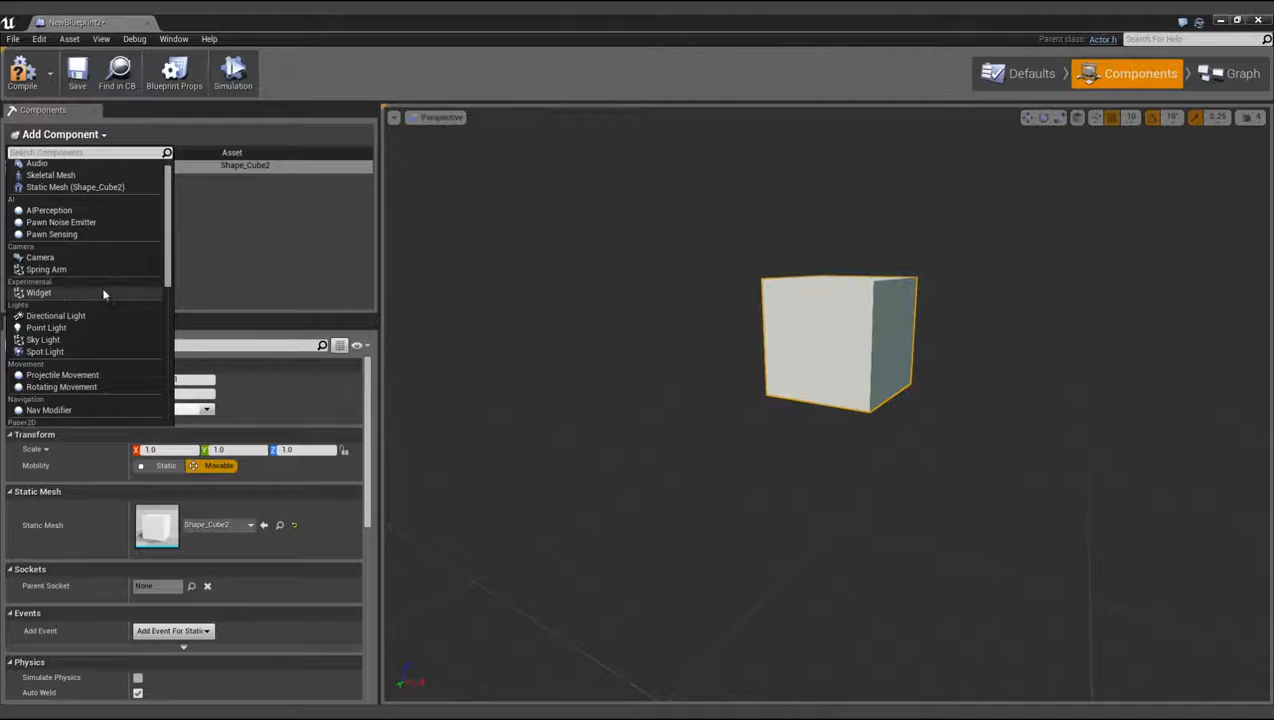 NewBlueprint2*
File Edit Asset View Debug Window Help
Parent class: Actor.h Search For Help
Compile Save Find in CB Blueprint Props Simulation
Defaults Components Graph
Components
Add Component
Search Components
Asset
Shape_Cube2
Audio
Skeletal Mesh
Static Mesh (Shape_Cube2)
AI
AIPerception
Pawn Noise Emitter
Pawn Sensing
Camera
Camera
Spring Arm
Experimental
Widget
Lights
Directional Light
Point Light
Sky Light
Spot Light
Movement
Projectile Movement
Rotating Movement
Navigation
Nav Modifier
Paper2D
Transform
Scale X 1.0 Y 1.0 Z 1.0
Mobility Static Movable
Static Mesh
Static Mesh Shape_Cube2
Sockets
Parent Socket None
Events
Add Event Add Event For Static
Physics
Simulate Physics
Auto Weld
Perspective
10 10° 0.25 4